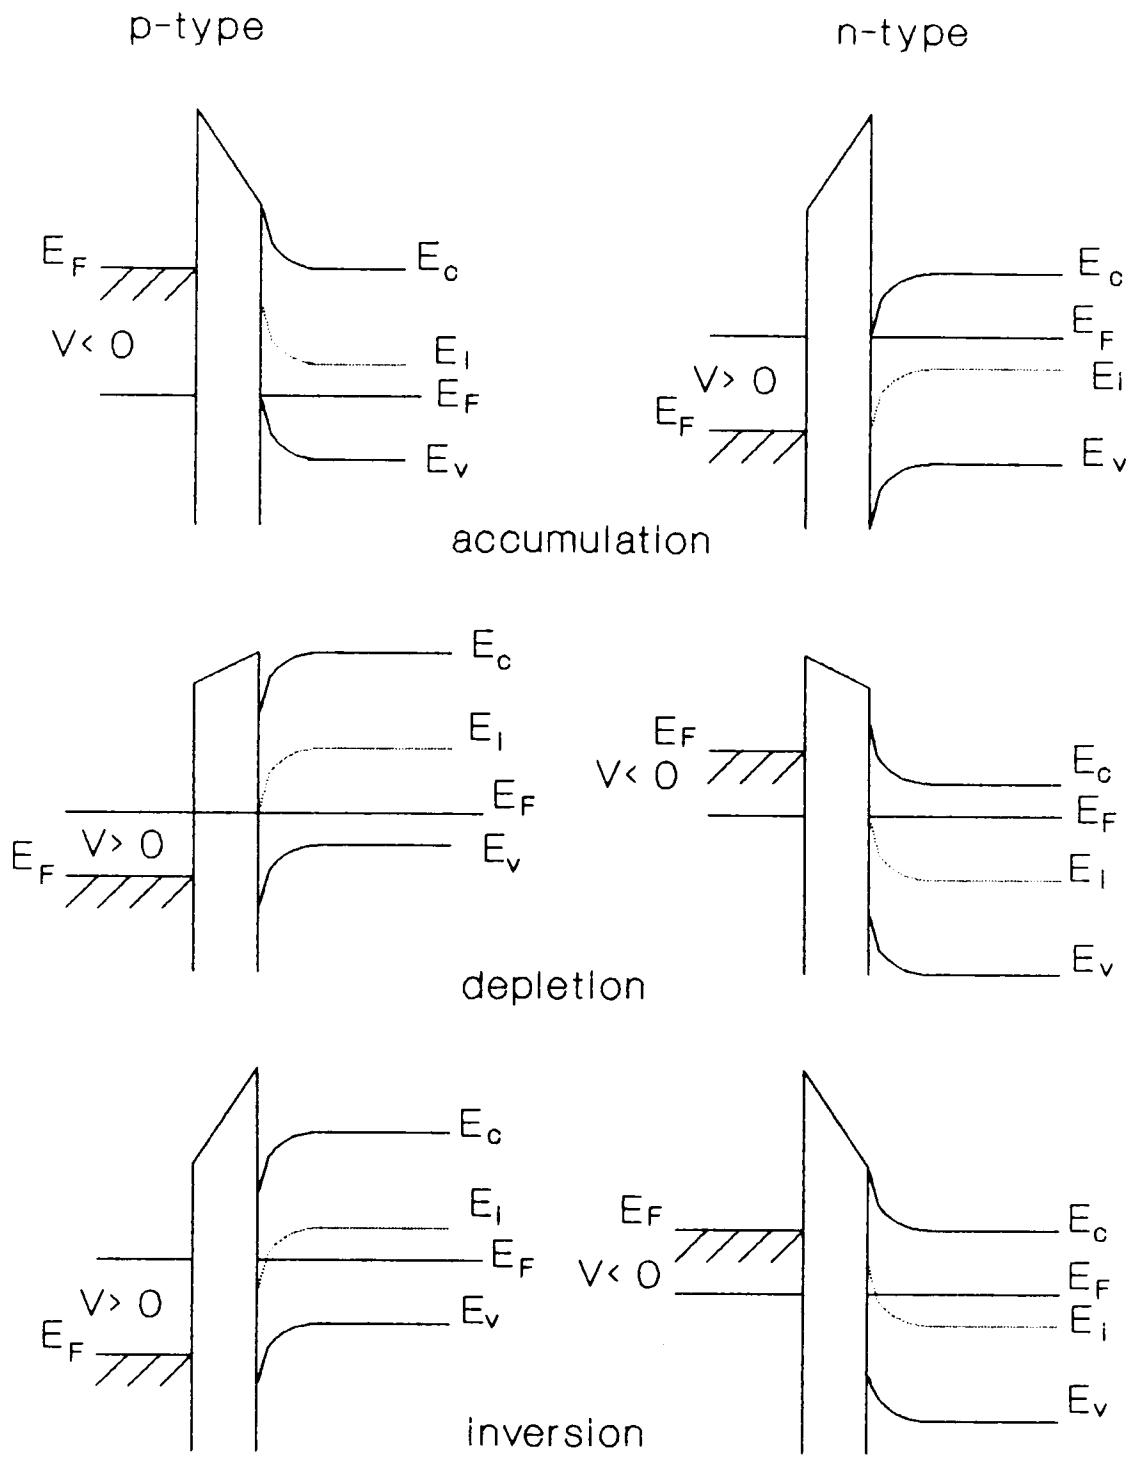 p-type
n-type
E_F
E_c
V< 0
E_I
E_F
E_v
E_c
E_F
V> 0
E_i
E_F
E_v
accumulation
E_c
E_I
E_F
V> 0
E_F
E_v
E_F
V< 0
E_c
E_F
E_I
E_v
depletion
E_c
E_I
E_F
V> 0
E_F
E_v
E_F
V< 0
E_c
E_F
E_i
E_v
inversion